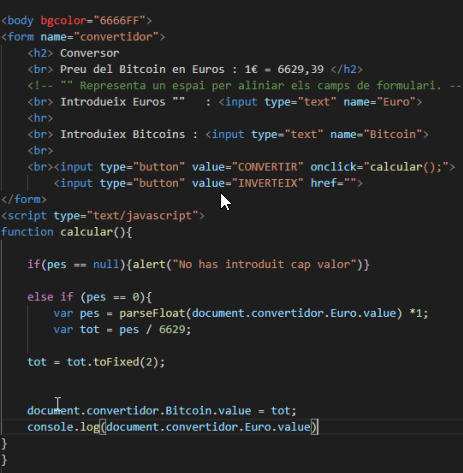 <body bgcolor="6666FF">
<form name="convertidor">
<h2> Conversor
<br> Preu del Bitcoin en Euros : 1€ = 6629,39 </h2>
<!-- "" Representa un espai per aliniar els camps de formulari. --
<br> Introdueix Euros ""   : <input type="text" name="Euro">
<hr>
<br> Introduiex Bitcoins : <input type="text" name="Bitcoin">
<br>
<br><input type="button" value="CONVERTIR" onclick="calcular();">
<input type="button" value="INVERTEIX" href="">
</form>
<script type="text/javascript">
function calcular(){
if(pes == null){alert("No has introduit cap valor")}
else if (pes == 0){
var pes = parseFloat(document.convertidor.Euro.value) *1;
var tot = pes / 6629;
tot = tot.toFixed(2);
document.convertidor.Bitcoin.value = tot;
console.log(document.convertidor.Euro.value)
}
}